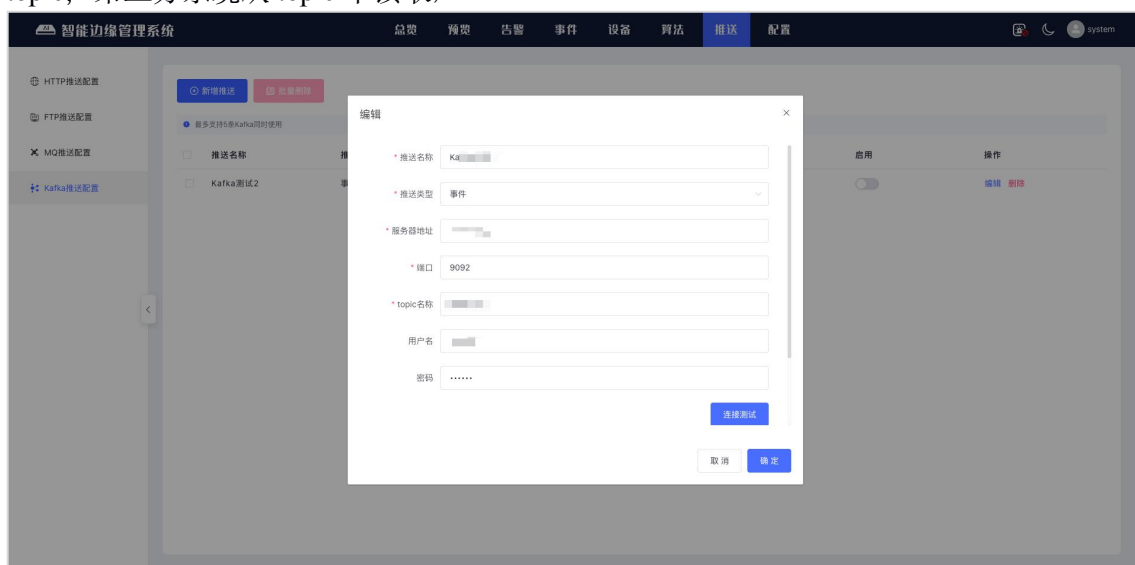 智能边缘管理系统 总览 预览 告警 事件 设备 算法 推送 配置 system
HTTP推送配置
FTP推送配置
MQ推送配置
Kafka推送配置
新增推送 批量删除
最多支持5条Kafka同时使用
推送名称 启用 操作
Kafka测试2 编辑 删除
编辑
* 推送名称 Ka
* 推送类型 事件
* 服务器地址
* 端口 9092
* topic名称
用户名
密码 ······
连接测试
取消 确定